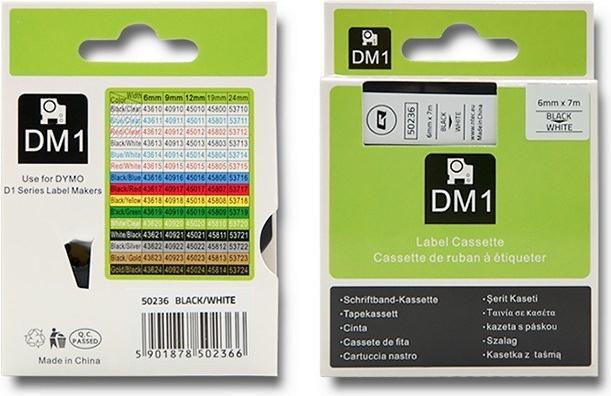 DM1
Use for DYMO
D1 Series Label Makers
Width
Color 6mm 9mm 12mm 19mm 24mm
Black/Clear 43610 40910 45010 45800 53710
Blue/Clear 43611 40911 45011 45801 53711
Red/Clear 43612 40912 45012 45802 53712
Black/White 43613 40913 45013 45803 53713
Blue/White 43614 40914 45014 45804 53714
Red/White 43615 40915 45015 45805 53715
Black/Blue 43616 40916 45016 45806 53716
Black/Red 43617 40917 45017 45807 53717
Black/Yellow 43618 40918 45018 45808 53718
Black/Green 43619 40919 45019 45809 53719
White/Clear 43620 40920 45020 45810 53720
White/Black 43621 40921 45021 45811 53721
Black/Silver 43622 40922 45022 45812 53722
Black/Gold 43623 40923 45023 45813 53723
Gold/Black 43624 40924 45024 53724
50236 BLACK/WHITE
5 901878 502366
Q.C.
PASSED
Made in China
DM1
50236
6mm x 7m
BLACK
WHITE
www.ntec.eu
Made in China
6mm x 7m
BLACK
WHITE
DM1
Label Cassette
Cassette de ruban à étiqueter
·Schriftband-Kassette
·Tapekassett
·Cinta
·Cassette de fita
·Cartuccia nastro
·Şerit Kaseti
·Ταινία σε κασέτα
·kazeta s páskou
·Szalag
·Kasetka z taśmą